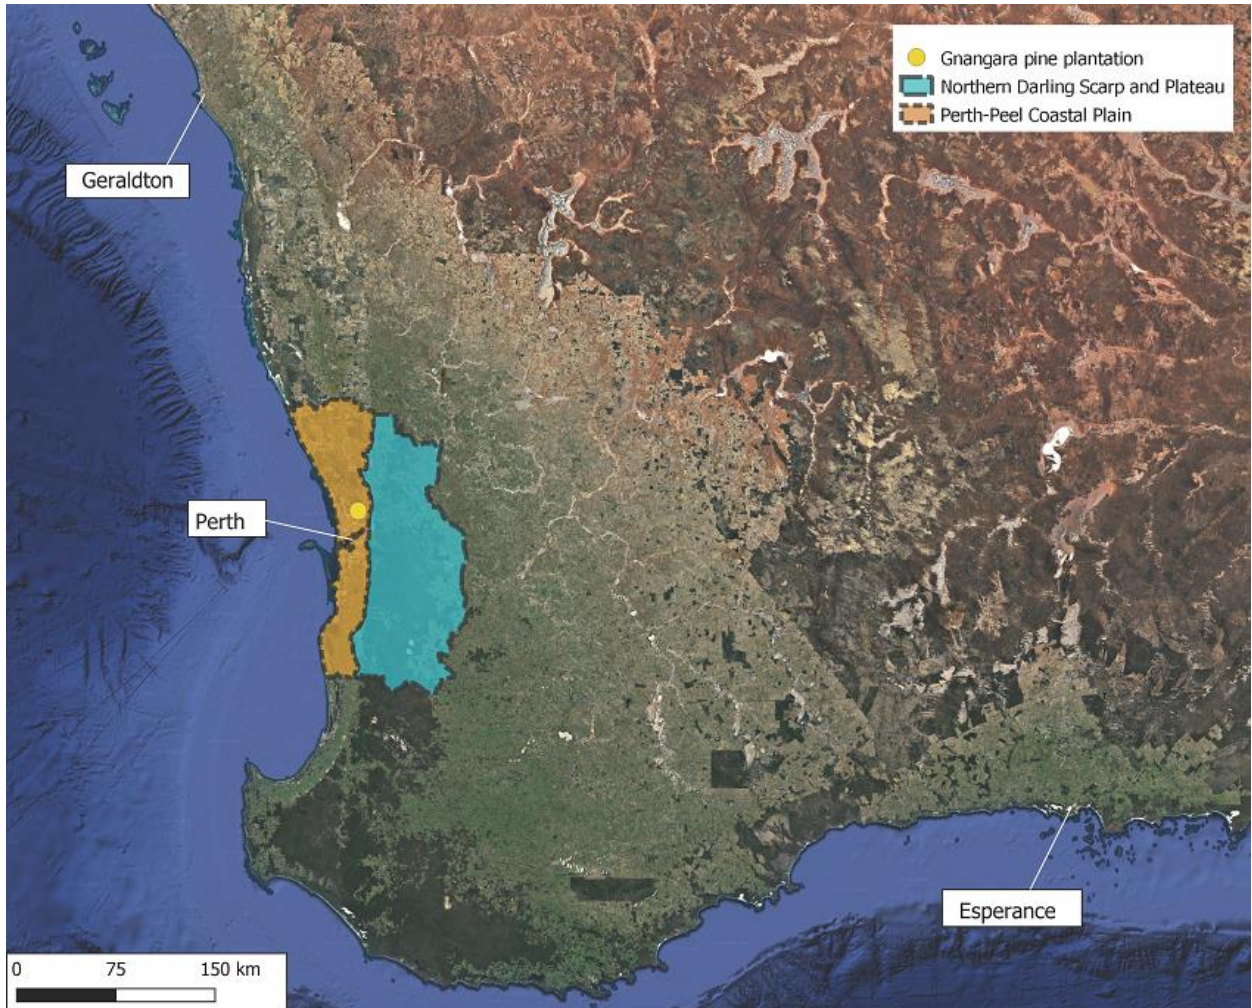 Gnangara pine plantation
Northern Darling Scarp and Plateau
Perth-Peel Coastal Plain
Geraldton
Perth
Esperance
0 75 150 km